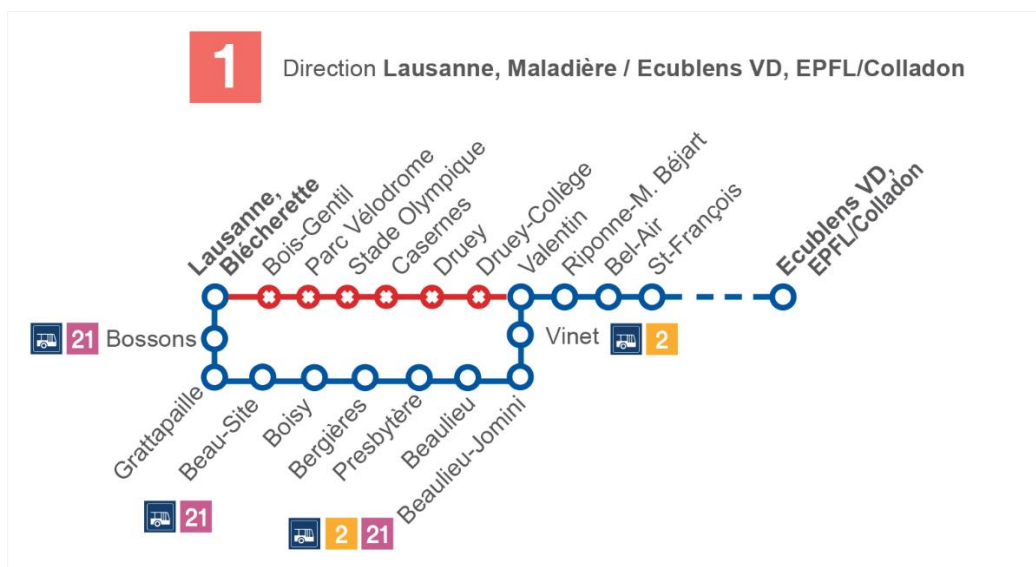 1
Direction Lausanne, Maladière / Ecublens VD, EPFL/Colladon
Lausanne,
Blécherette
Bois-Gentil
Parc Vélodrome
Stade Olympique
Casernes
Druey
Druey-Collège
Valentin
Riponne-M. Béjart
Bel-Air
St-François
Ecublens VD,
EPFL/Colladon
21 Bossons
Vinet 2
Grattapaille
Beau-Site
Boisy
Bergières
Presbytère
Beaulieu
Beaulieu-Jomini
21
2 21